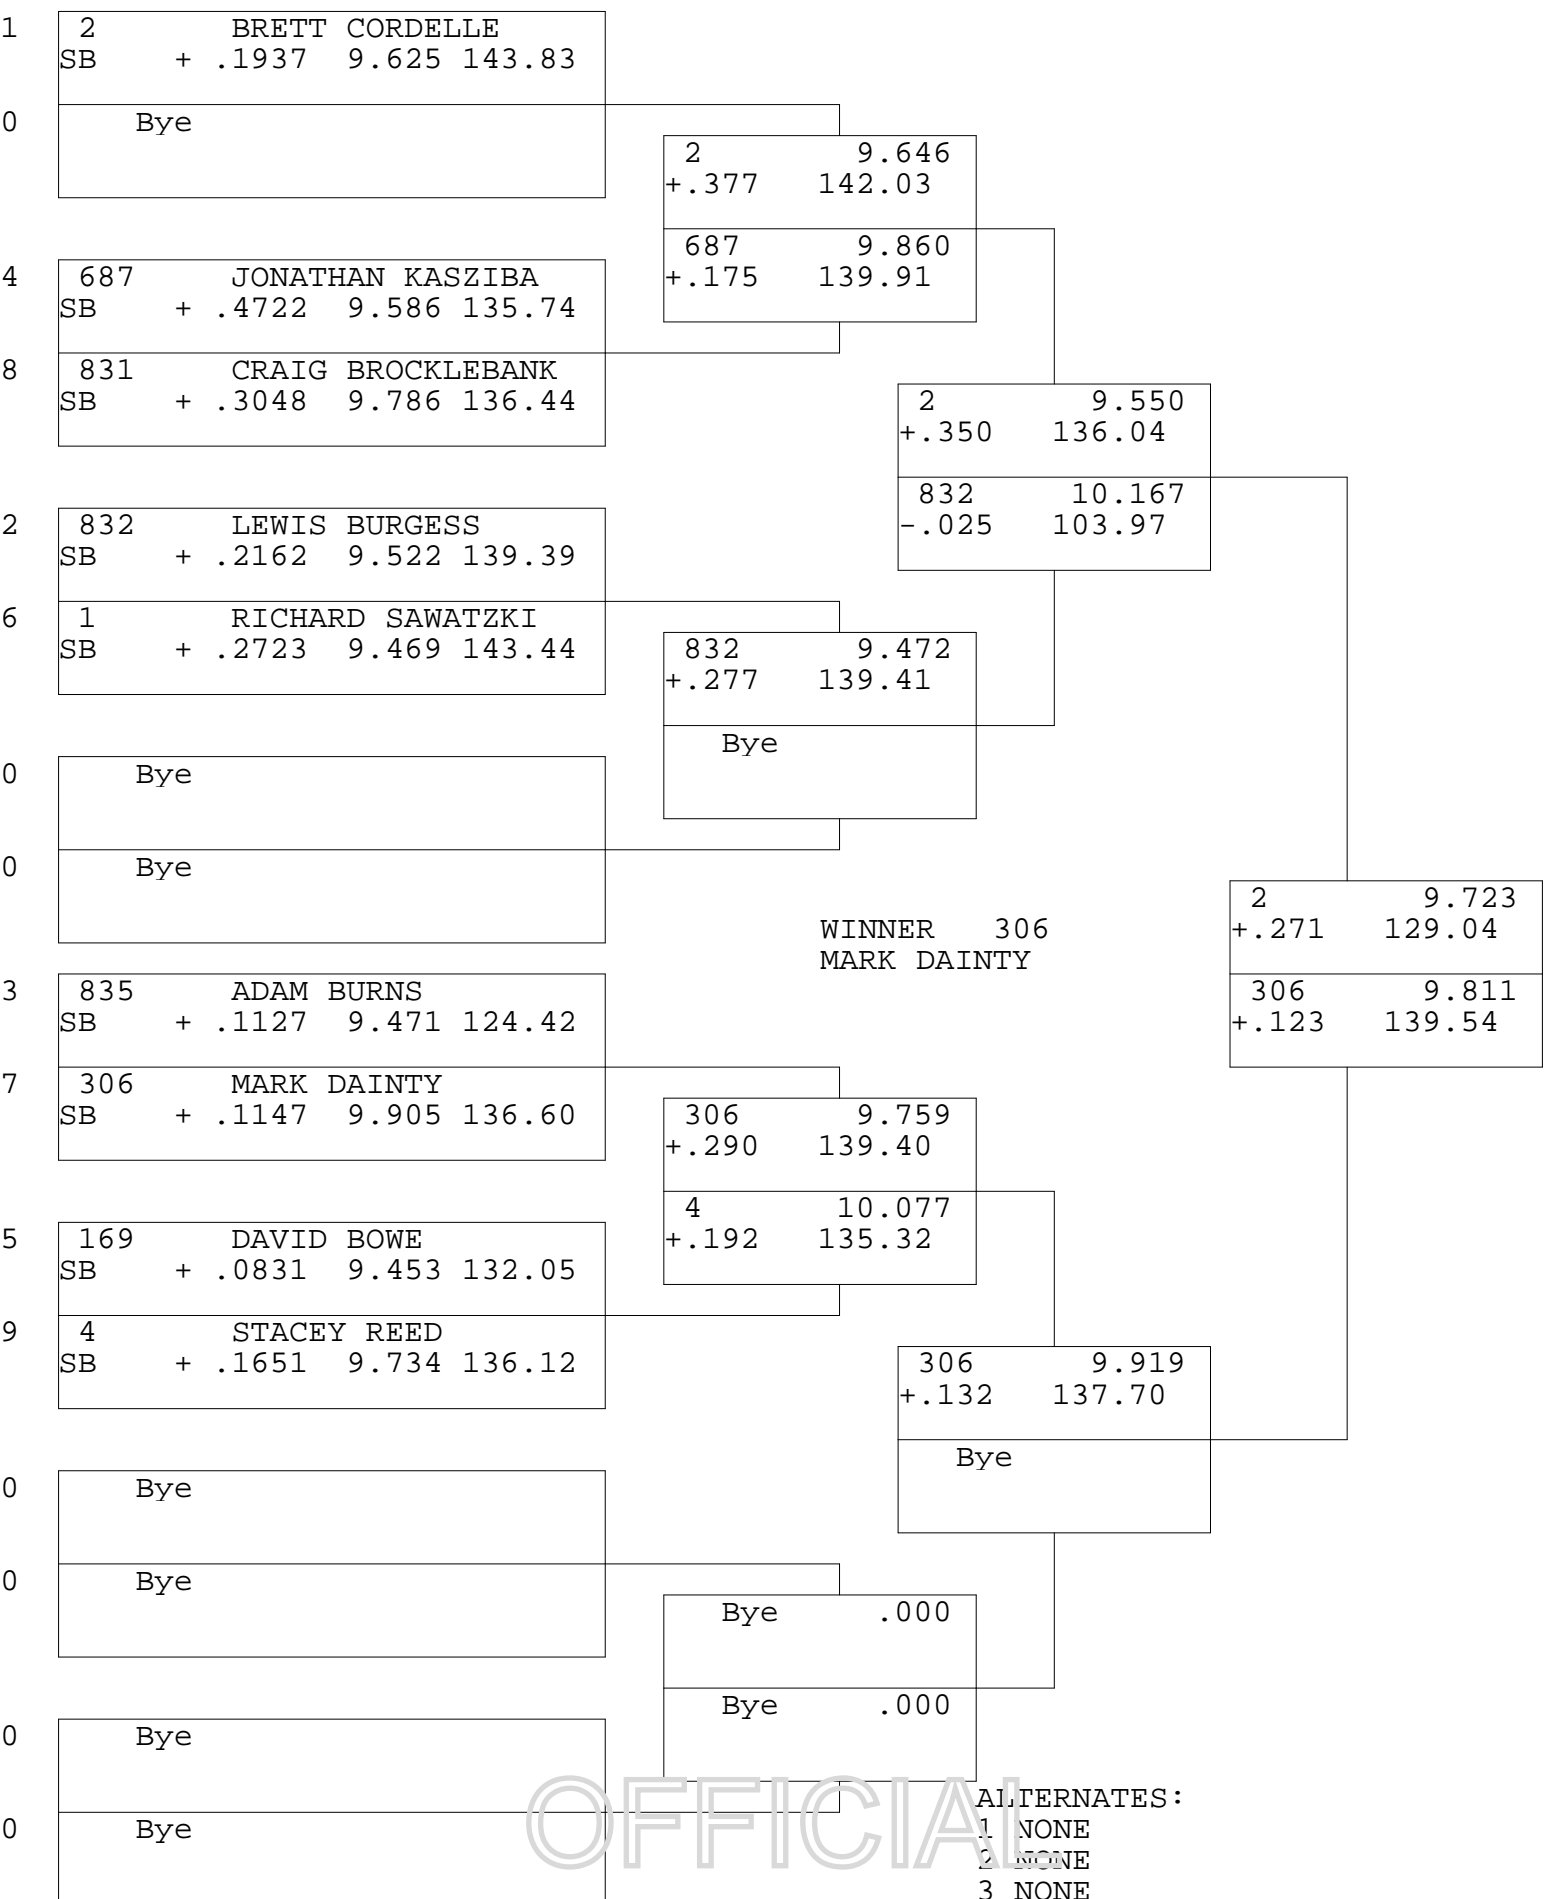 1 2 BRETT CORDELLE
SB + .1937 9.625 143.83
0 Bye
2 9.646
+.377 142.03
687 9.860
+.175 139.91
4 687 JONATHAN KASZIBA
SB + .4722 9.586 135.74
8 831 CRAIG BROCKLEBANK
SB + .3048 9.786 136.44
2 9.550
+.350 136.04
832 10.167
-.025 103.97
2 832 LEWIS BURGESS
SB + .2162 9.522 139.39
6 1 RICHARD SAWATZKI
SB + .2723 9.469 143.44
832 9.472
+.277 139.41
Bye
0 Bye
0 Bye
WINNER 306
MARK DAINTY
2 9.723
+.271 129.04
306 9.811
+.123 139.54
3 835 ADAM BURNS
SB + .1127 9.471 124.42
7 306 MARK DAINTY
SB + .1147 9.905 136.60
306 9.759
+.290 139.40
4 10.077
+.192 135.32
5 169 DAVID BOWE
SB + .0831 9.453 132.05
9 4 STACEY REED
SB + .1651 9.734 136.12
306 9.919
+.132 137.70
Bye
0 Bye
0 Bye
Bye .000
Bye .000
0 Bye
0 Bye
OFFICIAL
ALTERNATES:
1 NONE
2 NONE
3 NONE